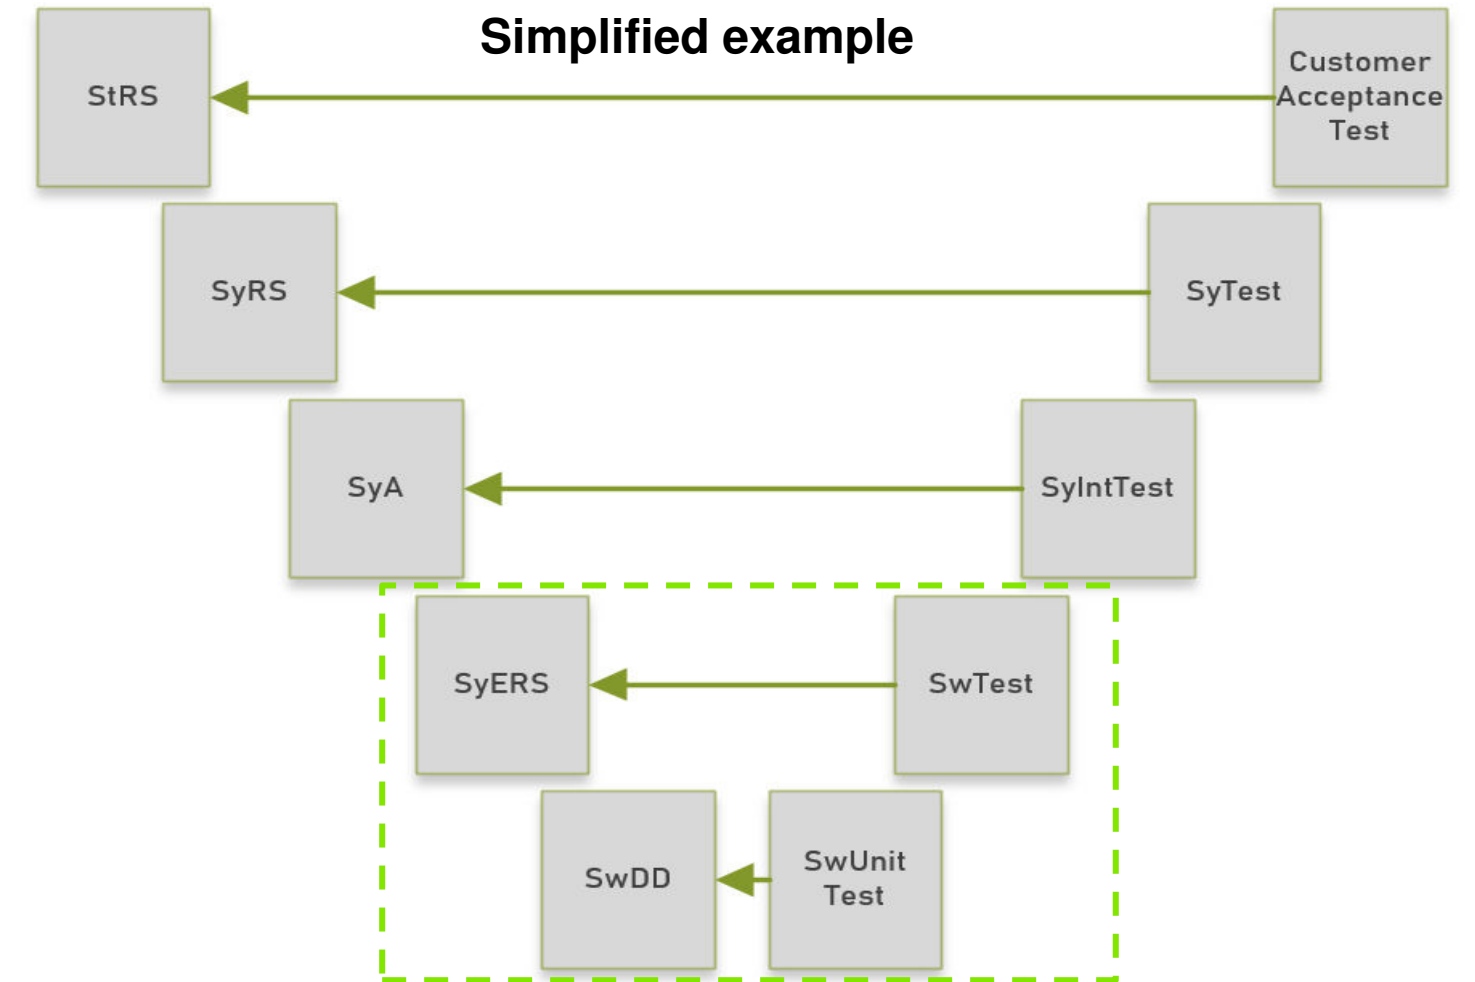 Simplified example
StRS
Customer
Acceptance
Test
SyRS
SyTest
SyA
SyIntTest
SyERS
SwTest
SwDD
SwUnit
Test